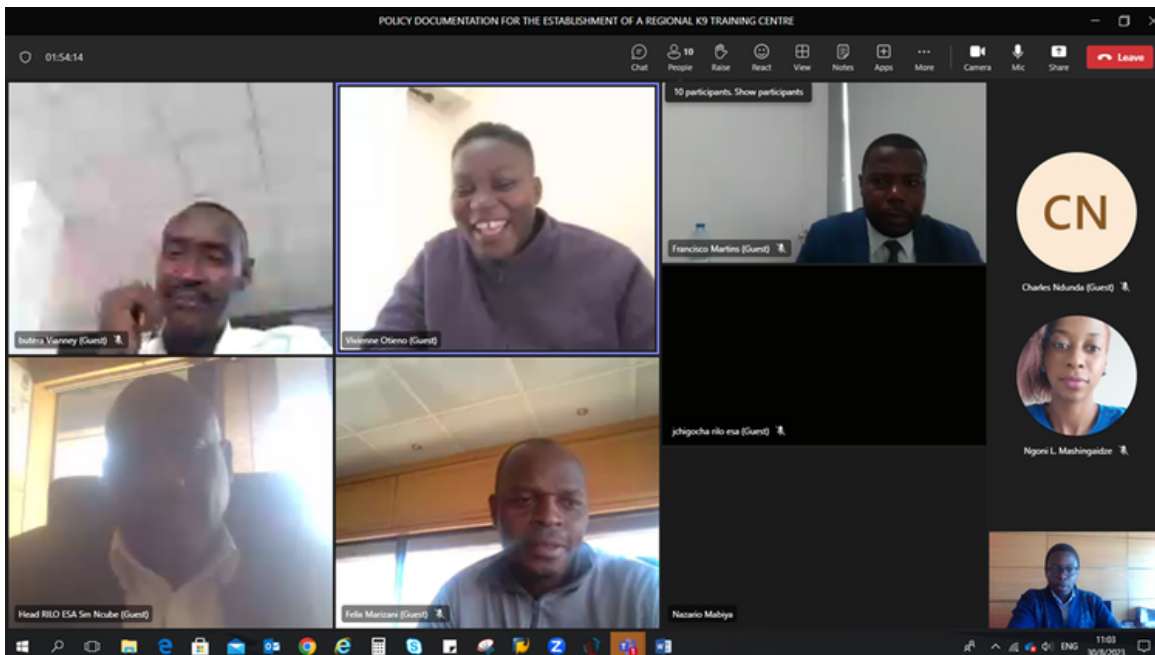 POLICY DOCUMENTATION FOR THE ESTABLISHMENT OF A REGIONAL K9 TRAINING CENTRE
01:54:14
Chat
People
10
Raise
React
View
Notes
Apps
More
Camera
Mic
Share
Leave
10 participants. Show participants
butera Vianney (Guest)
Vivienne Otieno (Guest)
Francisco Martins (Guest)
CN
Charles Ndunda (Guest)
jchigocha rilo esa (Guest)
Ngoni L. Mashingaidze
Head RILO ESA Sm Ncube (Guest)
Felix Marizani (Guest)
Nazario Mabiya
ENG
11:03
30/8/2023